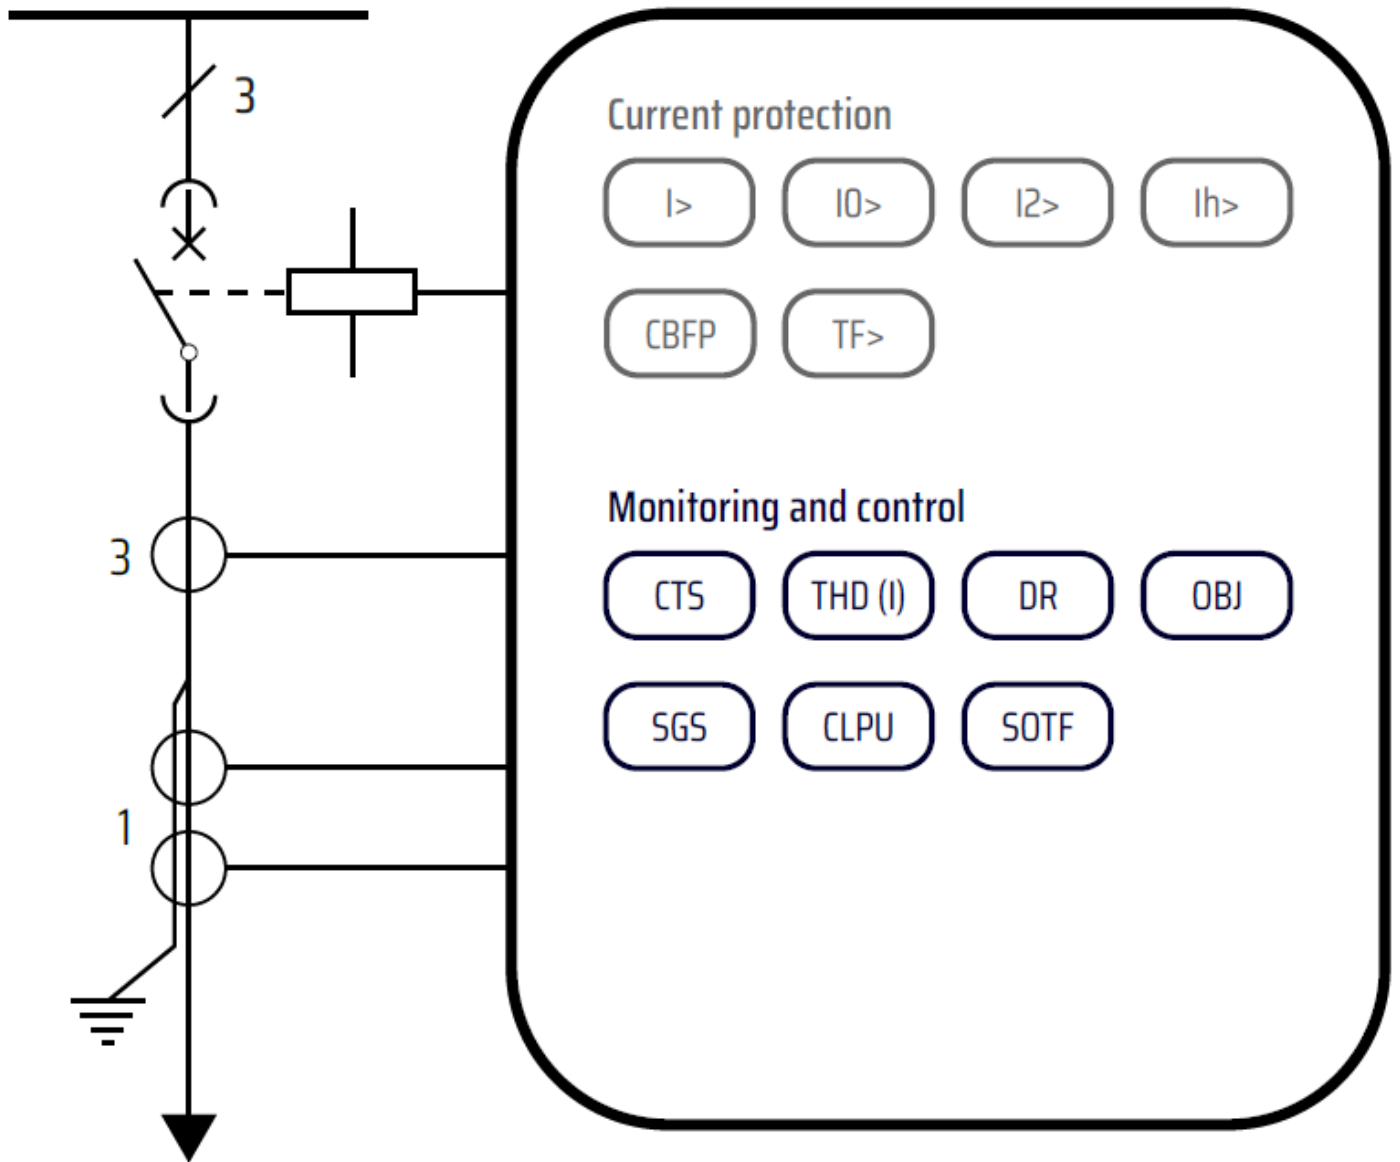 3
Current protection
I> I0> I2> Ih>
CBFP TF>
Monitoring and control
3
CTS THD (I) DR OBJ
SGS CLPU SOTF
1